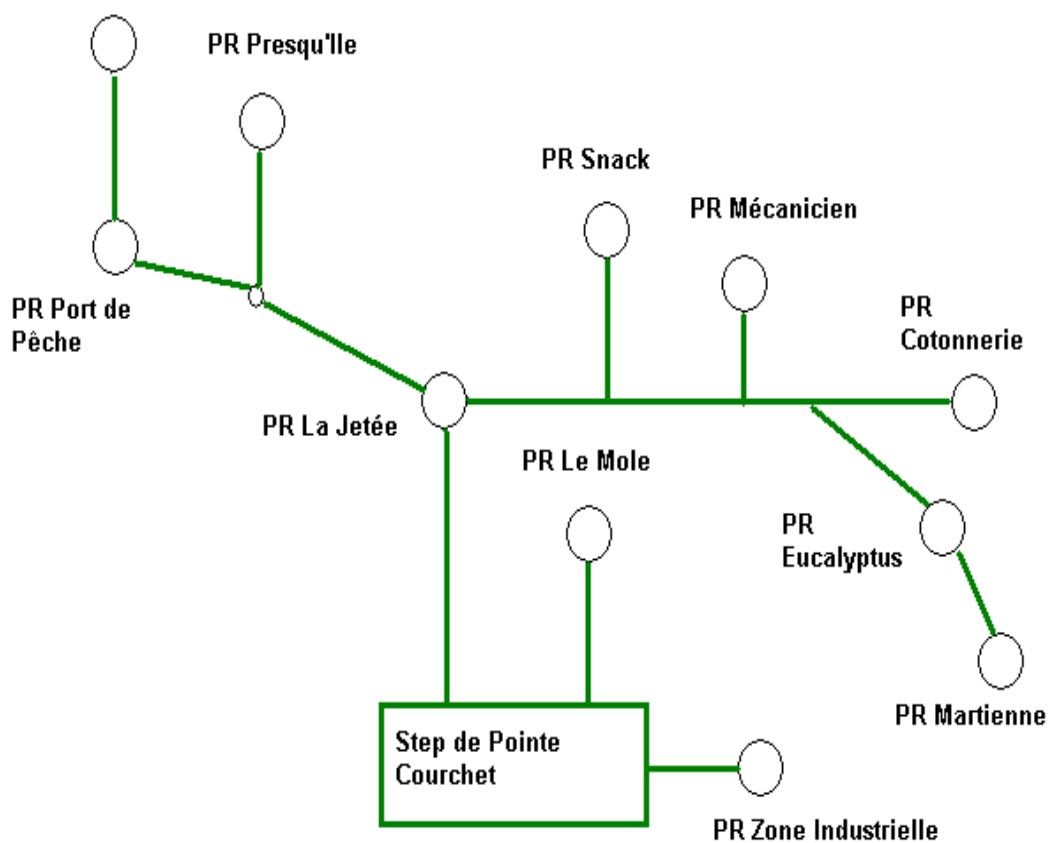 PR Presqu'Ile
PR Snack
PR Mécanicien
PR Port de
Pêche
PR
Cotonnerie
PR La Jetée
PR Le Mole
PR
Eucalyptus
PR Martienne
Step de Pointe
Courchet
PR Zone Industrielle